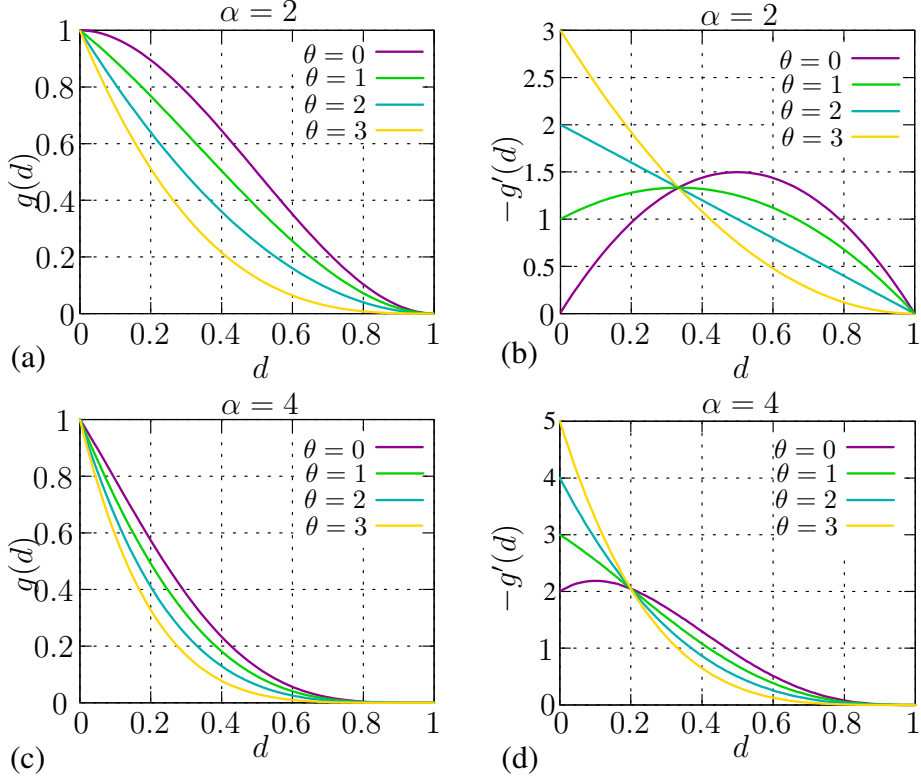 α = 2
1
0.8
0.6
0.4
0.2
0
g(d)
θ = 0
θ = 1
θ = 2
θ = 3
0 0.2 0.4 0.6 0.8 1
d
(a)
α = 2
3
2.5
2
1.5
1
0.5
0
−g′(d)
θ = 0
θ = 1
θ = 2
θ = 3
0 0.2 0.4 0.6 0.8 1
d
(b)
α = 4
1
0.8
0.6
0.4
0.2
0
g(d)
θ = 0
θ = 1
θ = 2
θ = 3
0 0.2 0.4 0.6 0.8 1
d
(c)
α = 4
5
4
3
2
1
0
−g′(d)
θ = 0
θ = 1
θ = 2
θ = 3
0 0.2 0.4 0.6 0.8 1
d
(d)